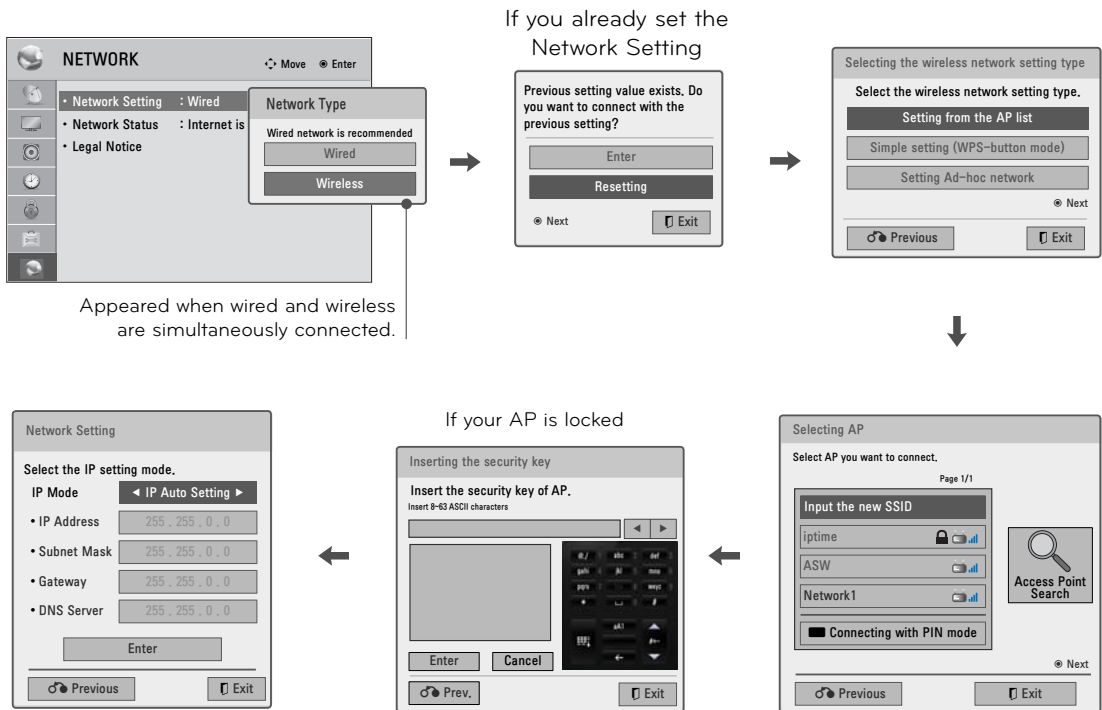 If you already set the
Network Setting
NETWORK
Move Enter
• Network Setting : Wired
• Network Status : Internet is
• Legal Notice
Network Type
Wired network is recommended
Wired
Wireless
Appeared when wired and wireless
are simultaneously connected.
Previous setting value exists. Do
you want to connect with the
previous setting?
Enter
Resetting
Next
Exit
Selecting the wireless network setting type
Select the wireless network setting type.
Setting from the AP list
Simple setting (WPS-button mode)
Setting Ad-hoc network
Next
Previous
Exit
Selecting AP
Select AP you want to connect.
Page 1/1
Input the new SSID
iptime
ASW
Network1
Connecting with PIN mode
Access Point
Search
Next
Previous
Exit
If your AP is locked
Inserting the security key
Insert the security key of AP.
Insert 8-63 ASCII characters
abc def
jkl mno
Enter Cancel
Prev. Exit
Network Setting
Select the IP setting mode.
IP Mode ◄ IP Auto Setting ►
• IP Address 255 . 255 . 0 . 0
• Subnet Mask 255 . 255 . 0 . 0
• Gateway 255 . 255 . 0 . 0
• DNS Server 255 . 255 . 0 . 0
Enter
Previous Exit